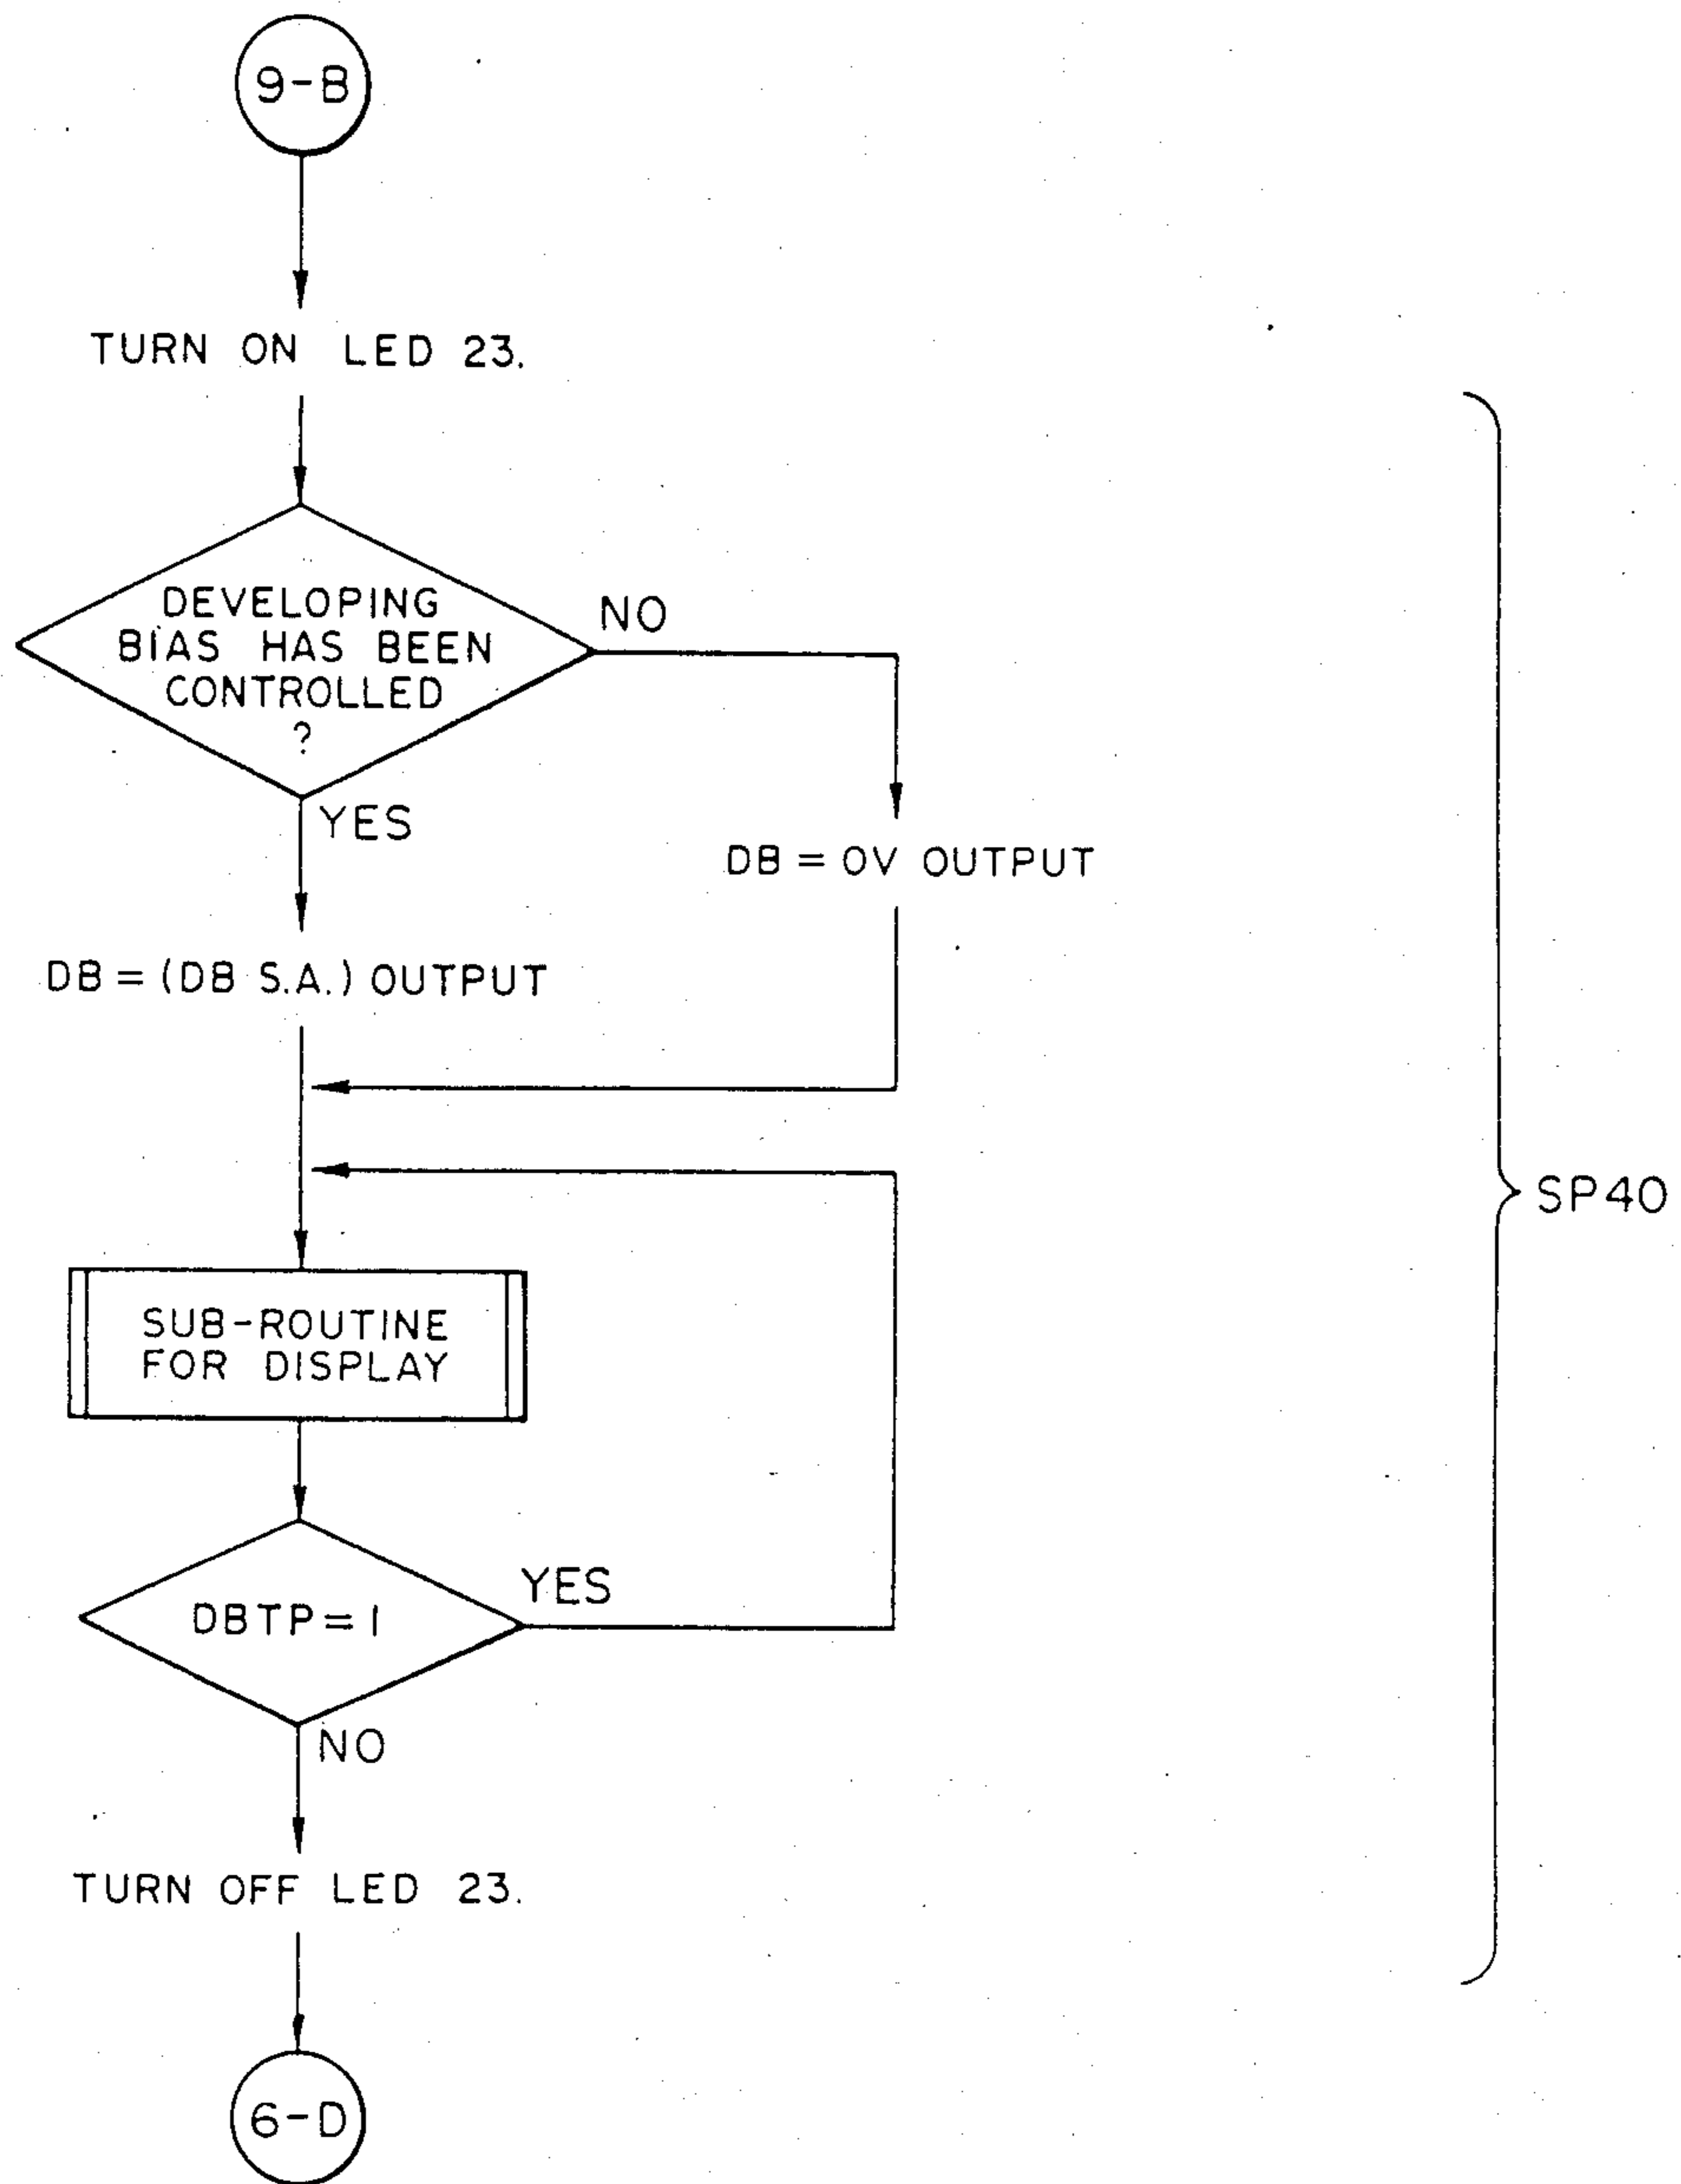 9-B
TURN ON LED 23.
DEVELOPING
BIAS HAS BEEN
CONTROLLED
?
NO
YES
DB = 0V OUTPUT
DB = (DB S.A.) OUTPUT
SP40
SUB-ROUTINE
FOR DISPLAY
YES
DBTP = 1
NO
TURN OFF LED 23.
6-D